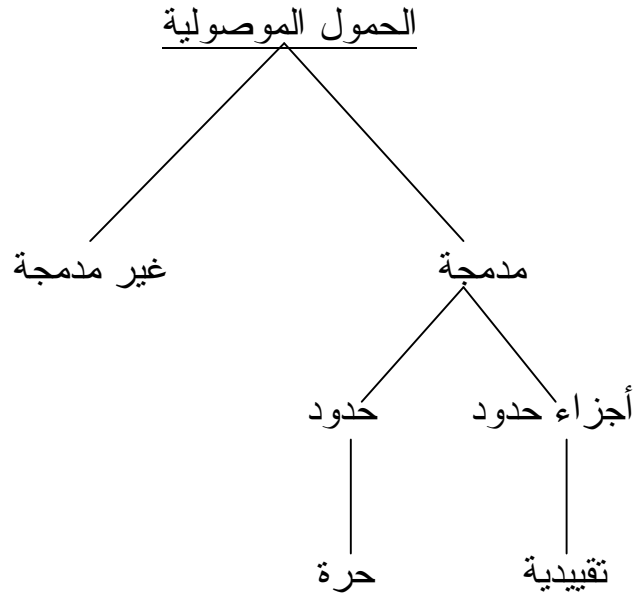 الحمول الموصولية
مدمجة غير مدمجة
أجزاء حدود حدود
تقييدية حرة